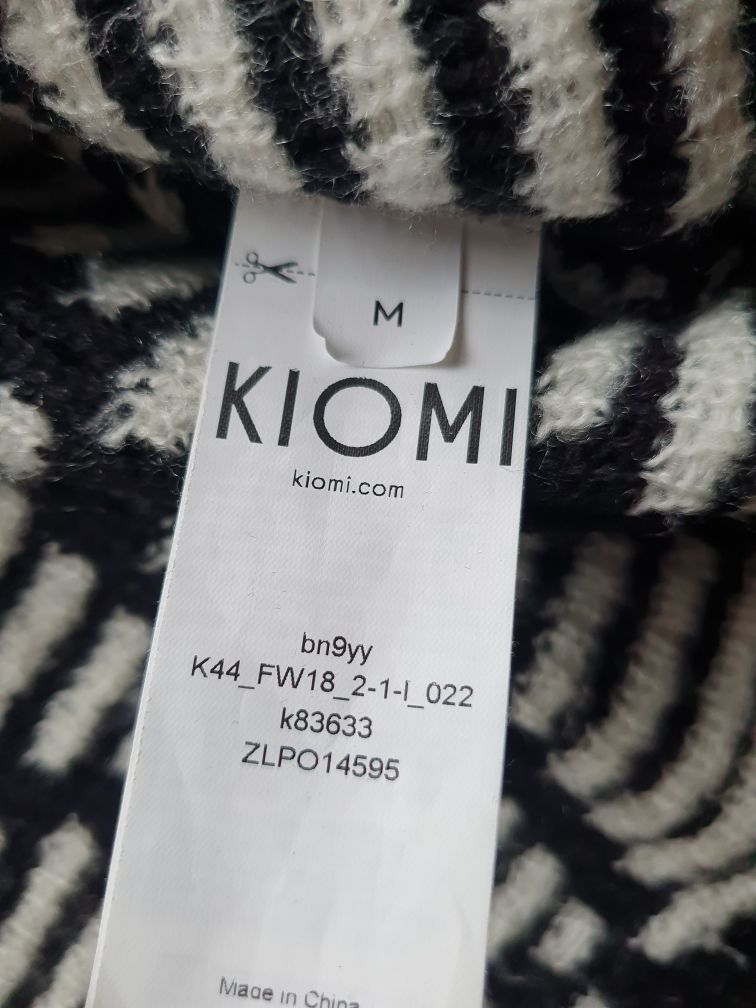 M
KIOMI
kiomi.com
bn9yy
K44_FW18_2-1-I_022
k83633
ZLPO14595
Made in China